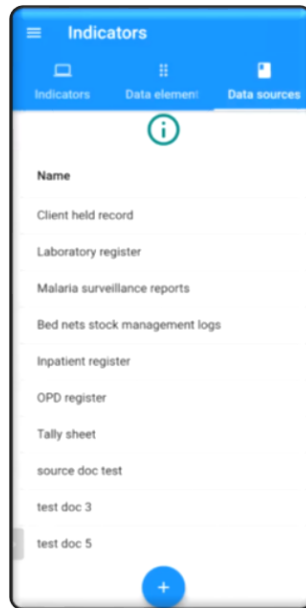 Indicators
Indicators
Data element
Data sources
Name
Client held record
Laboratory register
Malaria surveillance reports
Bed nets stock management logs
Inpatient register
OPD register
Tally sheet
source doc test
test doc 3
test doc 5